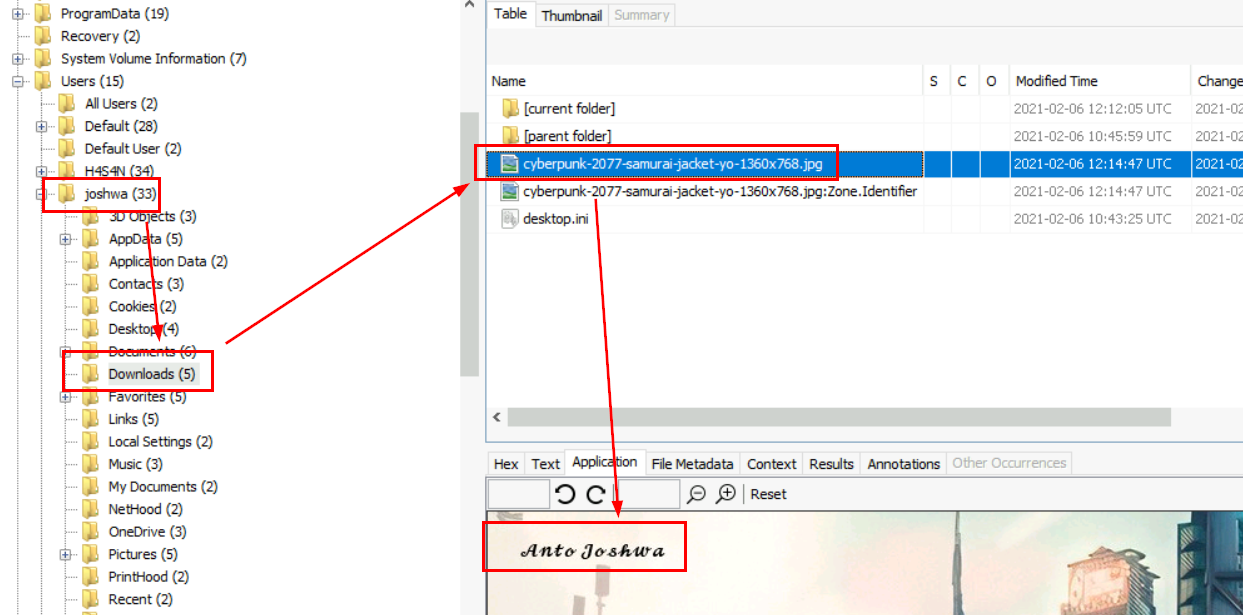 ProgramData (19)
Recovery (2)
System Volume Information (7)
Users (15)
All Users (2)
Default (28)
Default User (2)
H4S4N (34)
joshwa (33)
3D Objects (3)
AppData (5)
Application Data (2)
Contacts (3)
Cookies (2)
Desktop (4)
Documents (6)
Downloads (5)
Favorites (5)
Links (5)
Local Settings (2)
Music (3)
My Documents (2)
NetHood (2)
OneDrive (3)
Pictures (5)
PrintHood (2)
Recent (2)
Table Thumbnail Summary
Name S C O Modified Time Change
[current folder] 2021-02-06 12:12:05 UTC 2021-02
[parent folder] 2021-02-06 10:45:59 UTC 2021-02
cyberpunk-2077-samurai-jacket-yo-1360x768.jpg 2021-02-06 12:14:47 UTC 2021-02
cyberpunk-2077-samurai-jacket-yo-1360x768.jpg:Zone.Identifier 2021-02-06 12:14:47 UTC 2021-02
desktop.ini 2021-02-06 10:43:25 UTC 2021-02
Hex Text Application File Metadata Context Results Annotations Other Occurrences
Reset
Anto Joshwa